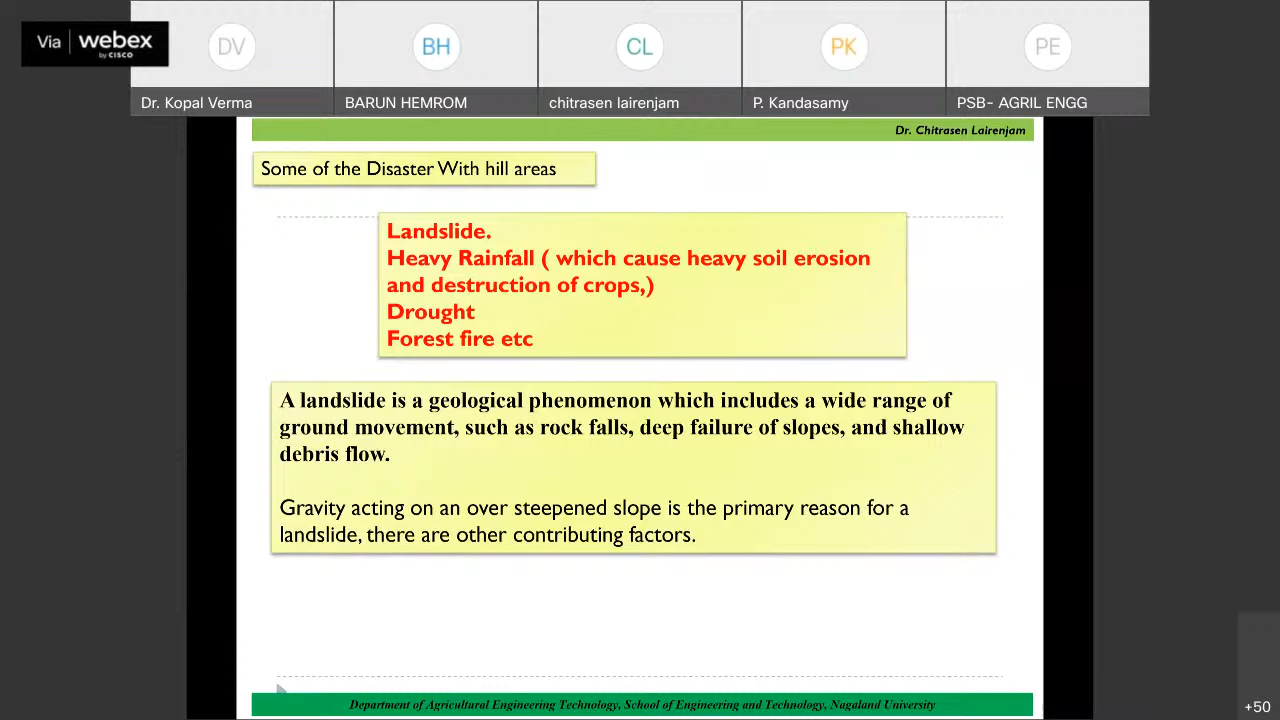 Via webex
by CISCO
DV
BH
CL
PK
PE
Dr. Kopal Verma
BARUN HEMROM
chitrasen lairenjam
P. Kandasamy
PSB- AGRIL ENGG
Dr. Chitrasen Lairenjam
Some of the Disaster With hill areas
Landslide.
Heavy Rainfall ( which cause heavy soil erosion
and destruction of crops,)
Drought
Forest fire etc
A landslide is a geological phenomenon which includes a wide range of
ground movement, such as rock falls, deep failure of slopes, and shallow
debris flow.
Gravity acting on an over steepened slope is the primary reason for a
landslide, there are other contributing factors.
Department of Agricultural Engineering Technology, School of Engineering and Technology, Nagaland University
+50